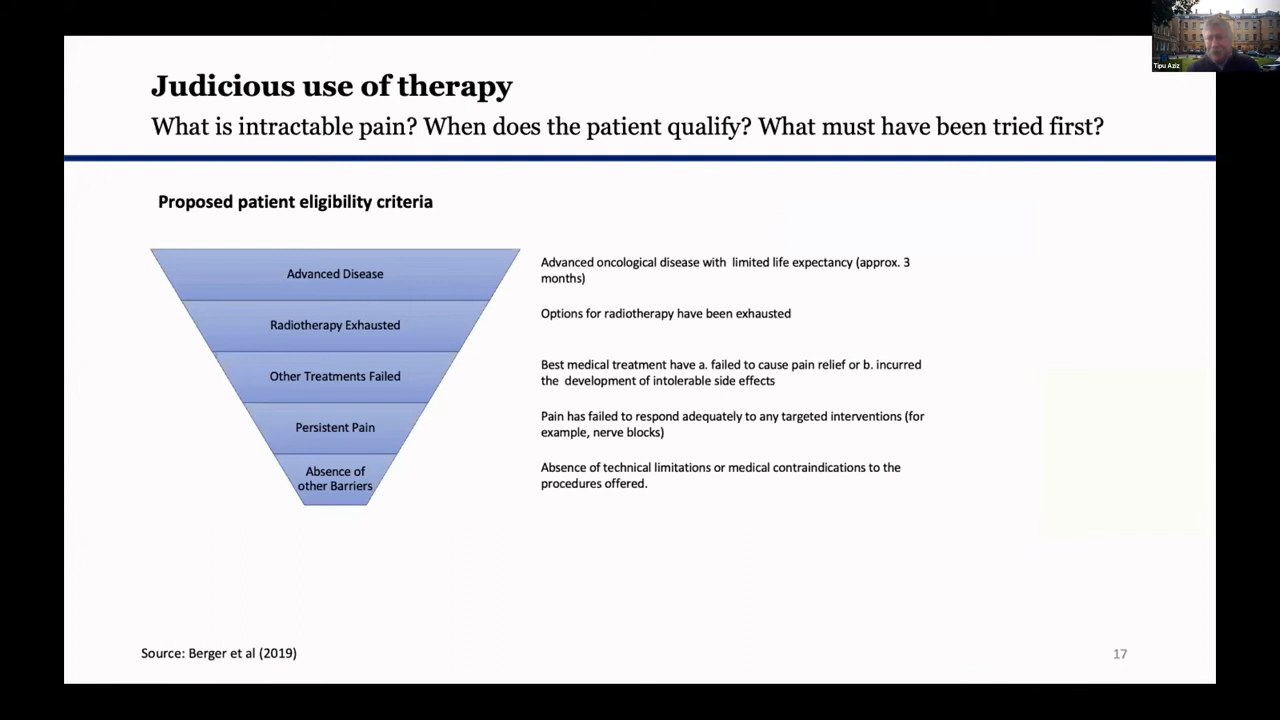 Tipu Aziz
Judicious use of therapy
What is intractable pain? When does the patient qualify? What must have been tried first?
Proposed patient eligibility criteria
Advanced Disease
Advanced oncological disease with limited life expectancy (approx. 3
months)
Radiotherapy Exhausted
Options for radiotherapy have been exhausted
Other Treatments Failed
Best medical treatment have a. failed to cause pain relief or b. incurred
the development of intolerable side effects
Persistent Pain
Pain has failed to respond adequately to any targeted interventions (for
example, nerve blocks)
Absence of
other Barriers
Absence of technical limitations or medical contraindications to the
procedures offered.
Source: Berger et al (2019)
17